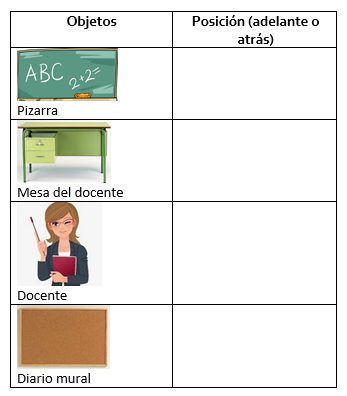 Objetos
Posición (adelante o
atrás)
ABC
2+2=
Pizarra
Mesa del docente
Docente
Diario mural